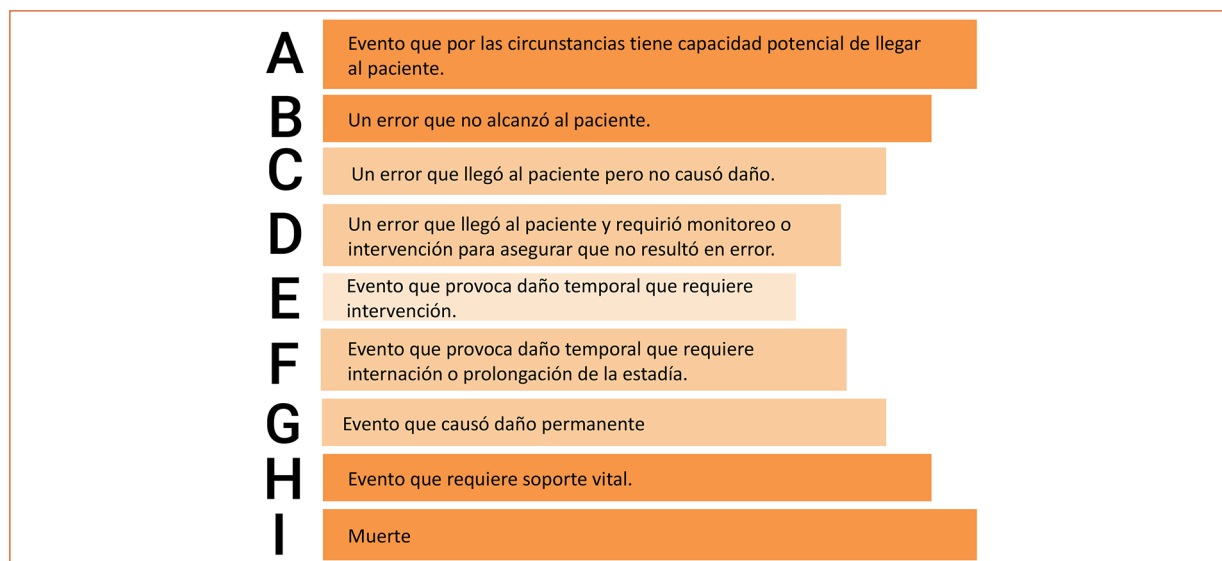 A
Evento que por las circunstancias tiene capacidad potencial de llegar
al paciente.
B
Un error que no alcanzó al paciente.
C
Un error que llegó al paciente pero no causó daño.
D
Un error que llegó al paciente y requirió monitoreo o
intervención para asegurar que no resultó en error.
E
Evento que provoca daño temporal que requiere
intervención.
F
Evento que provoca daño temporal que requiere
internación o prolongación de la estadía.
G
Evento que causó daño permanente
H
Evento que requiere soporte vital.
I
Muerte